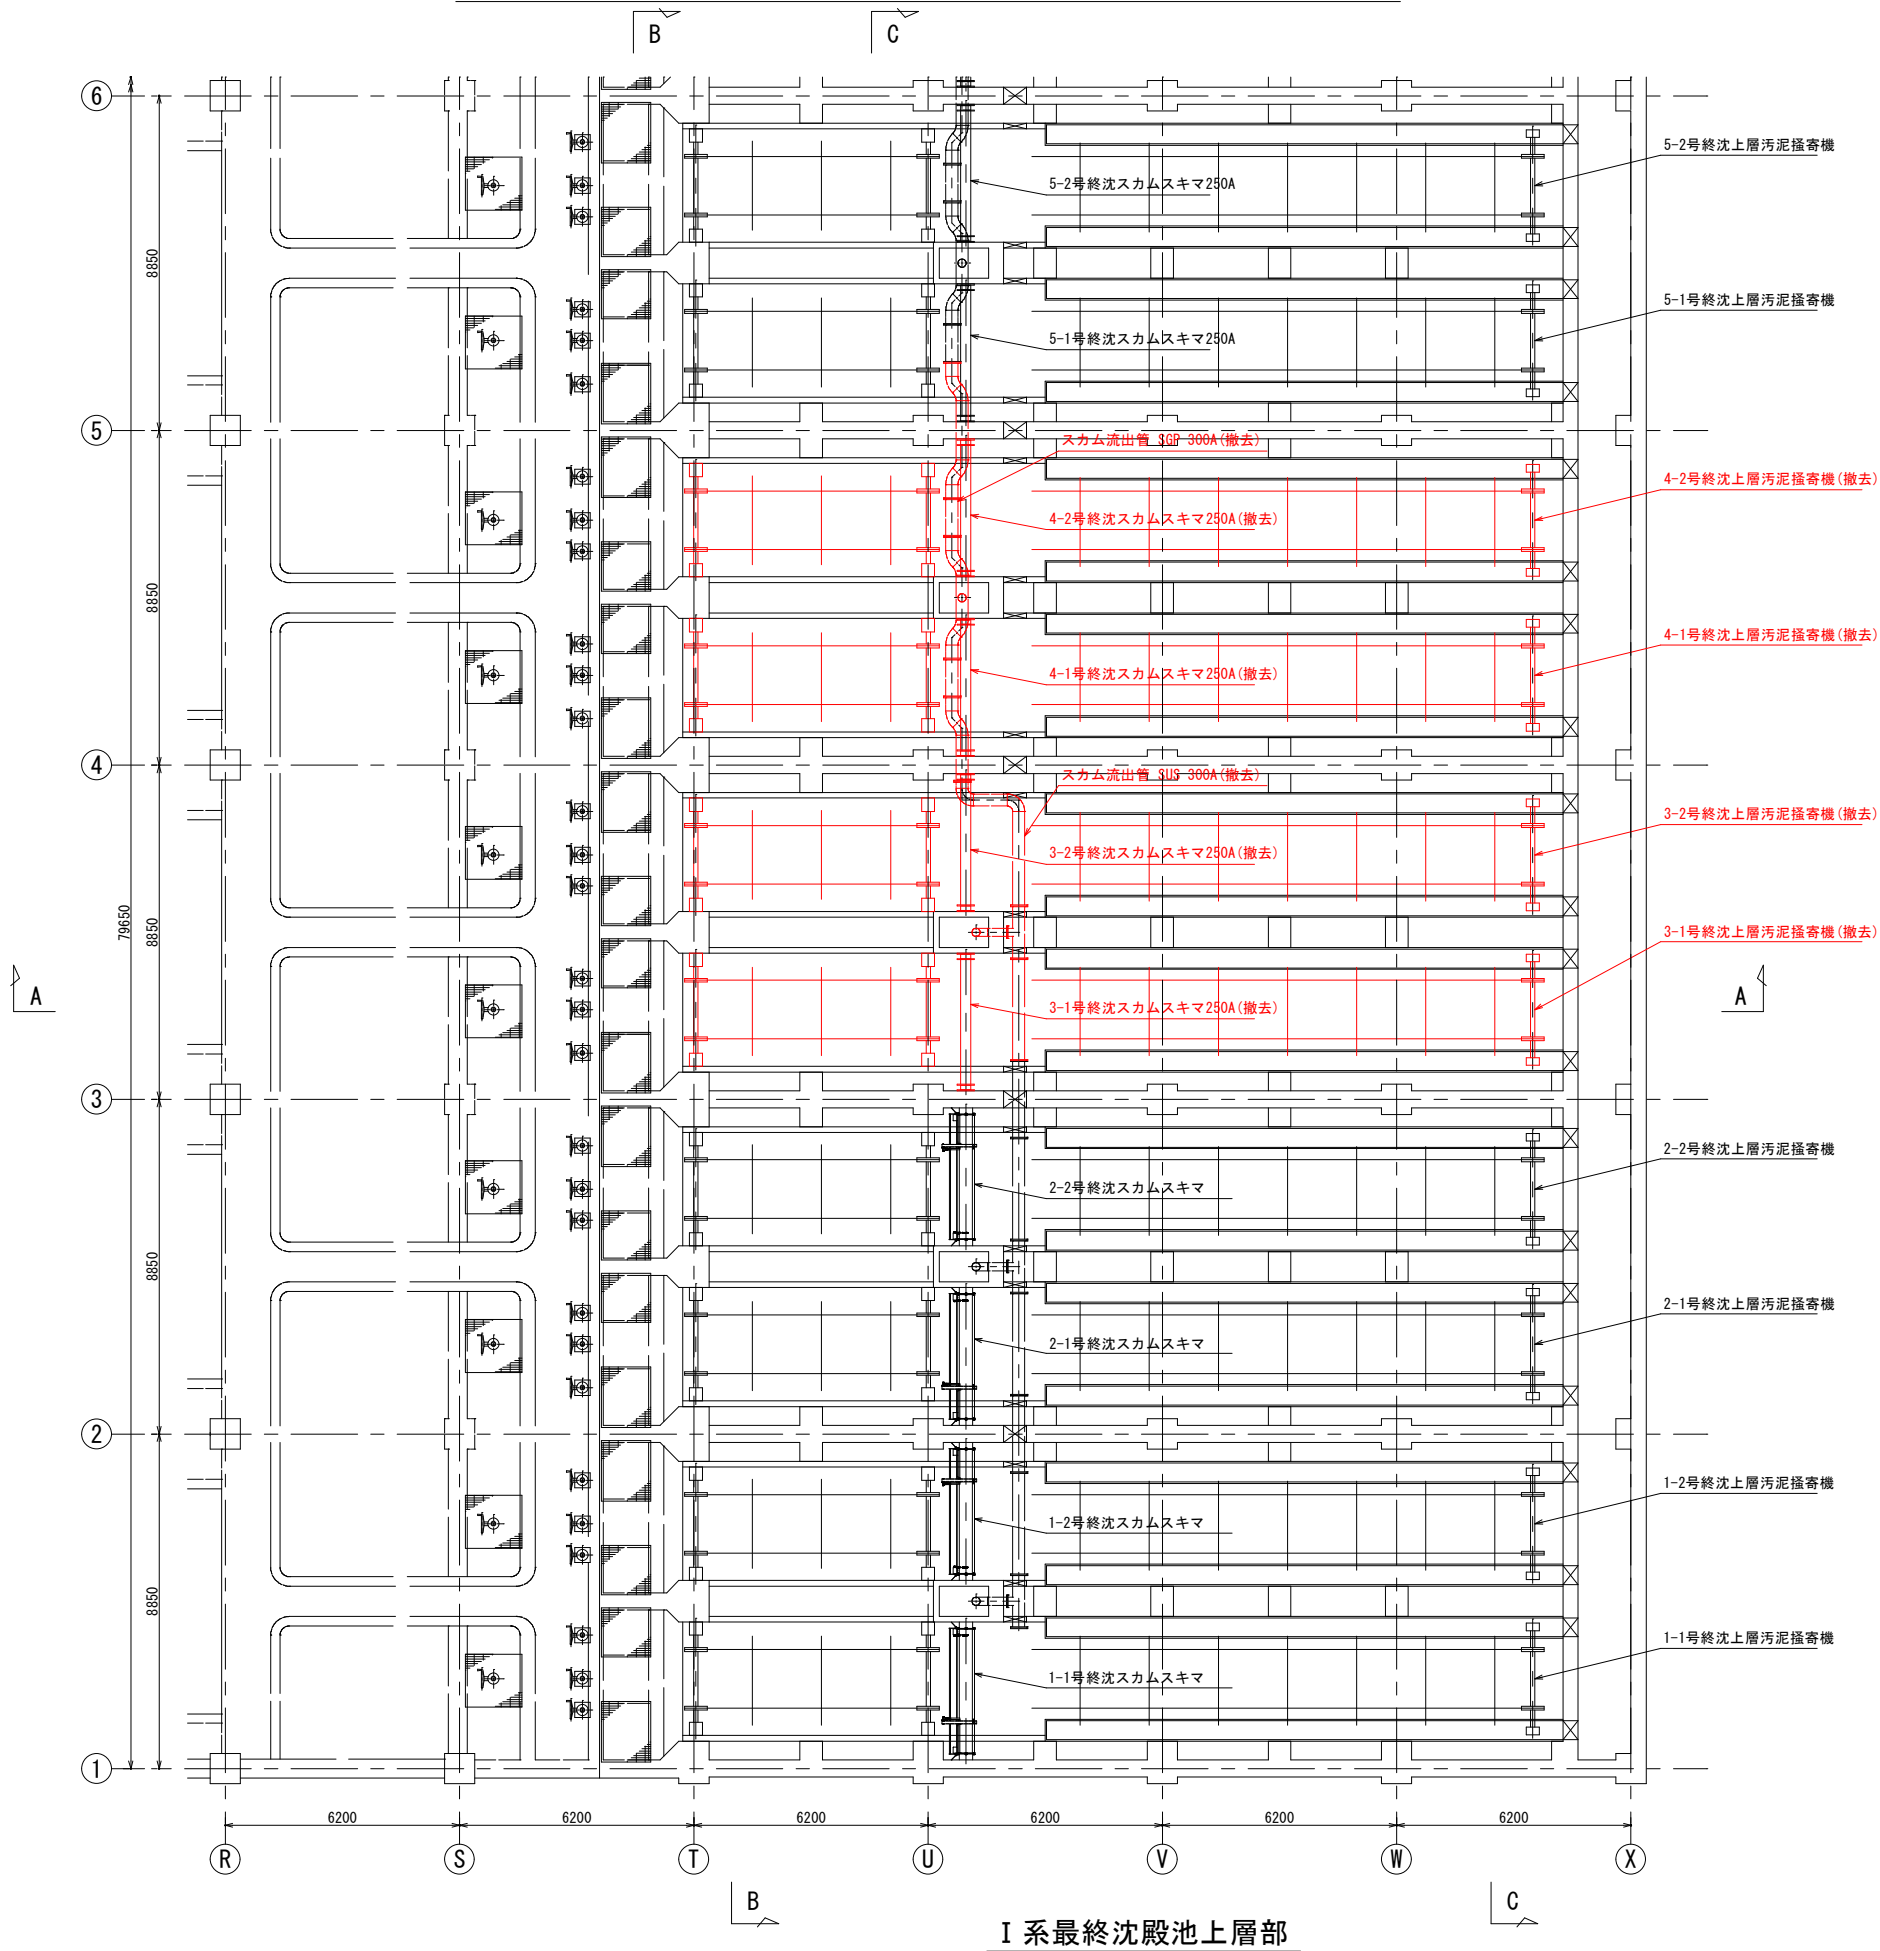 B
C
6
5-2号終沈上層汚泥掻寄機
5-2号終沈スカムスキマ250A
8850
5-1号終沈上層汚泥掻寄機
5-1号終沈スカムスキマ250A
5
スカム流出管 SGP 300A(撤去)
4-2号終沈上層汚泥掻寄機(撤去)
4-2号終沈スカムスキマ250A(撤去)
8850
4-1号終沈上層汚泥掻寄機(撤去)
4-1号終沈スカムスキマ250A(撤去)
4
スカム流出管 SUS 300A(撤去)
3-2号終沈上層汚泥掻寄機(撤去)
3-2号終沈スカムスキマ250A(撤去)
79650
8850
3-1号終沈上層汚泥掻寄機(撤去)
A
A
3-1号終沈スカムスキマ250A(撤去)
3
2-2号終沈上層汚泥掻寄機
2-2号終沈スカムスキマ
8850
2-1号終沈上層汚泥掻寄機
2-1号終沈スカムスキマ
2
1-2号終沈上層汚泥掻寄機
1-2号終沈スカムスキマ
8850
1-1号終沈上層汚泥掻寄機
1-1号終沈スカムスキマ
1
6200 6200 6200 6200 6200 6200
R S T U V W X
B
C
Ⅰ系最終沈殿池上層部